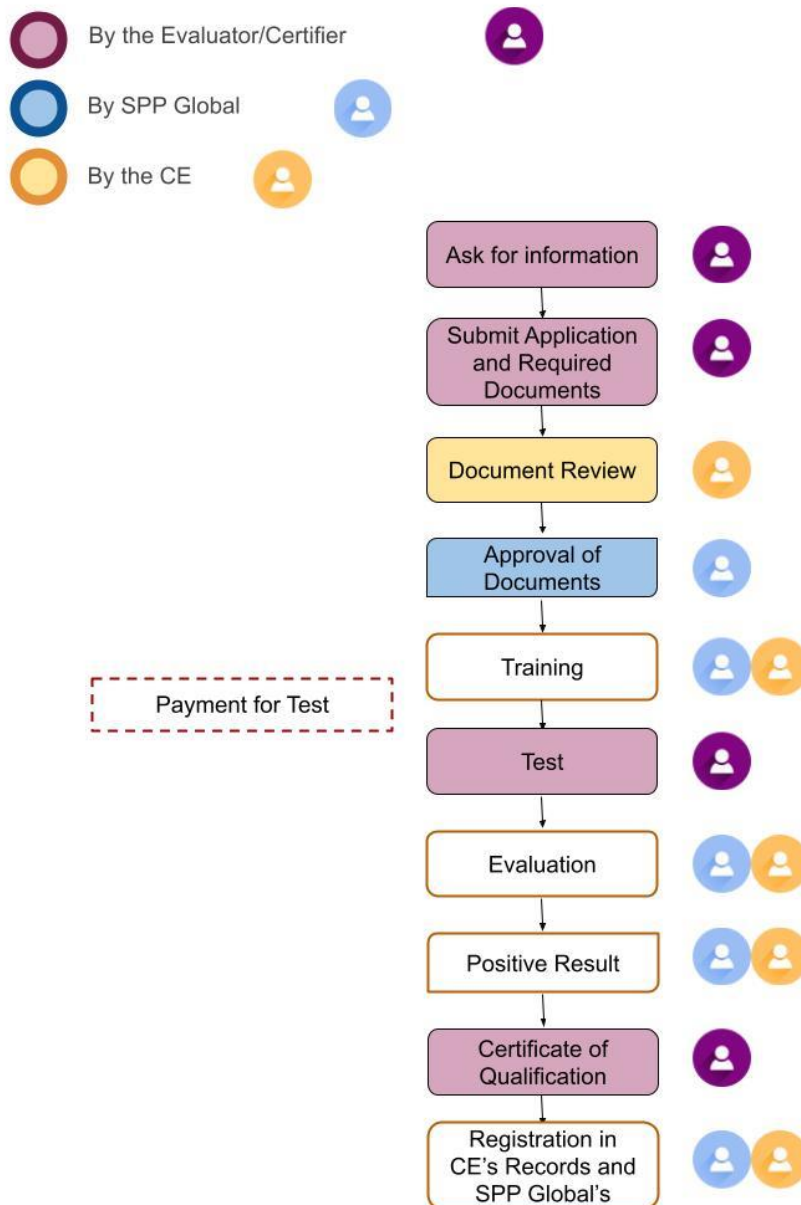 By the Evaluator/Certifier
By SPP Global
By the CE
Ask for information
Submit Application
and Required
Documents
Document Review
Approval of
Documents
Training
Payment for Test
Test
Evaluation
Positive Result
Certificate of
Qualification
Registration in
CE's Records and
SPP Global's